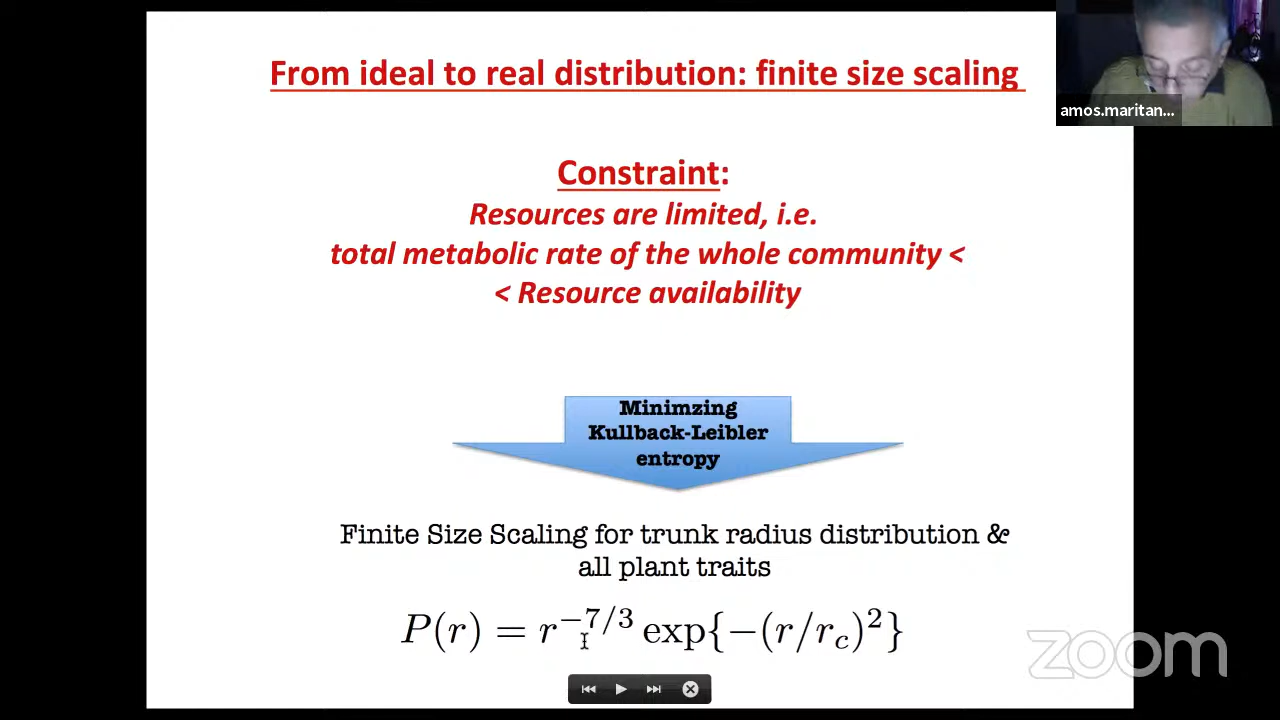 From ideal to real distribution: finite size scaling
amos.maritan...
Constraint:
Resources are limited, i.e.
total metabolic rate of the whole community <
< Resource availability
Minimzing
Kullback-Leibler
entropy
Finite Size Scaling for trunk radius distribution &
all plant traits
P(r) = r^{-7/3} exp{-(r/r_c)^2}
zoom